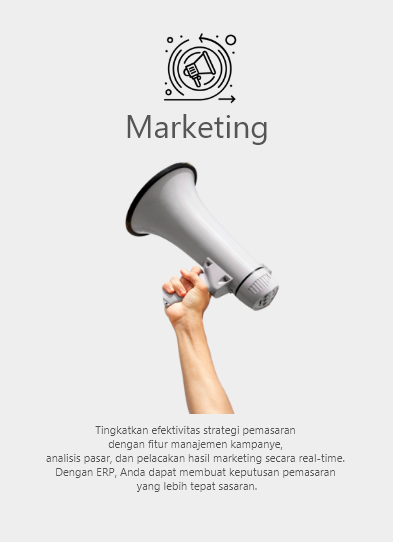 Marketing
Tingkatkan efektivitas strategi pemasaran
dengan fitur manajemen kampanye,
analisis pasar, dan pelacakan hasil marketing secara real-time.
Dengan ERP, Anda dapat membuat keputusan pemasaran
yang lebih tepat sasaran.